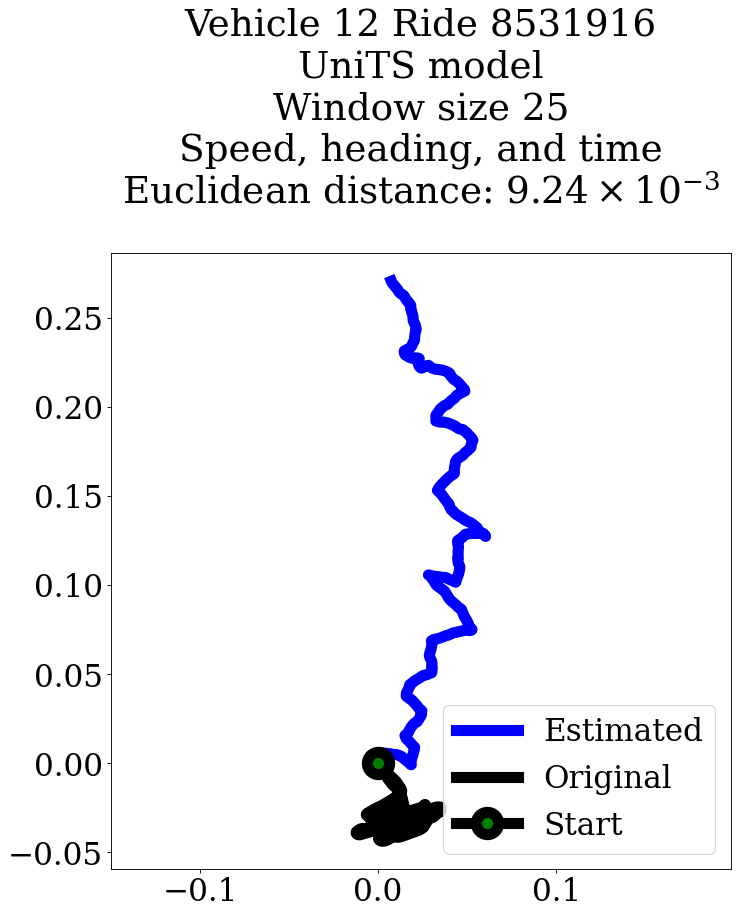 Vehicle 12 Ride 8531916
UniTS model
Window size 25
Speed, heading, and time
Euclidean distance: 9.24 × 10⁻³
0.25
0.20
0.15
0.10
0.05
0.00
−0.05
−0.1
0.0
0.1
Estimated
Original
Start